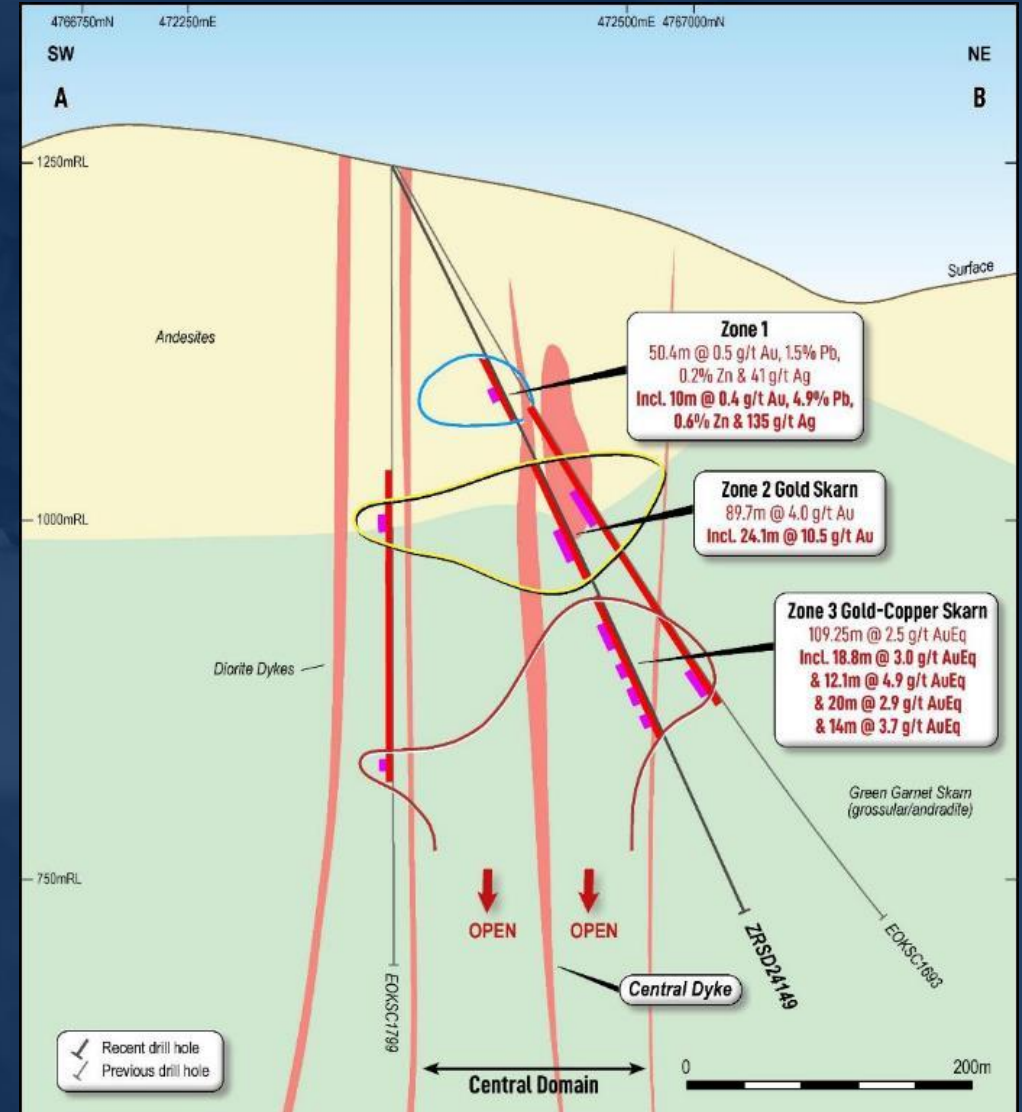 4766750mN
472250mE
472500mE
4767000mN
SW
NE
A
B
1250mRL
Surface
Andesites
Zone 1
50.4m @ 0.5 g/t Au, 1.5% Pb,
0.2% Zn & 41 g/t Ag
Incl. 10m @ 0.4 g/t Au, 4.9% Pb,
0.6% Zn & 135 g/t Ag
Zone 2 Gold Skarn
89.7m @ 4.0 g/t Au
Incl. 24.1m @ 10.5 g/t Au
1000mRL
Zone 3 Gold-Copper Skarn
109.25m @ 2.5 g/t AuEq
Incl. 18.8m @ 3.0 g/t AuEq
& 12.1m @ 4.9 g/t AuEq
& 20m @ 2.9 g/t AuEq
& 14m @ 3.7 g/t AuEq
Diorite Dykes
Green Garnet Skarn
(grossular/andradite)
750mRL
OPEN
OPEN
EOKSC1799
ZRSD24149
EOKSC1693
Central Dyke
Recent drill hole
Previous drill hole
Central Domain
0
200m